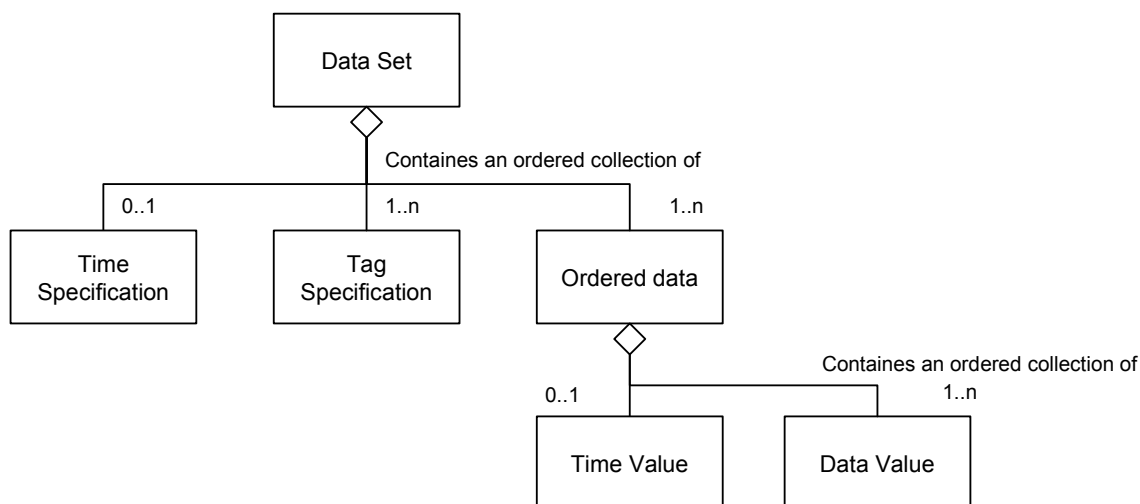 Data Set
Containes an ordered collection of
0..1
1..n
1..n
Time
Specification
Tag
Specification
Ordered data
Containes an ordered collection of
0..1
1..n
Time Value
Data Value